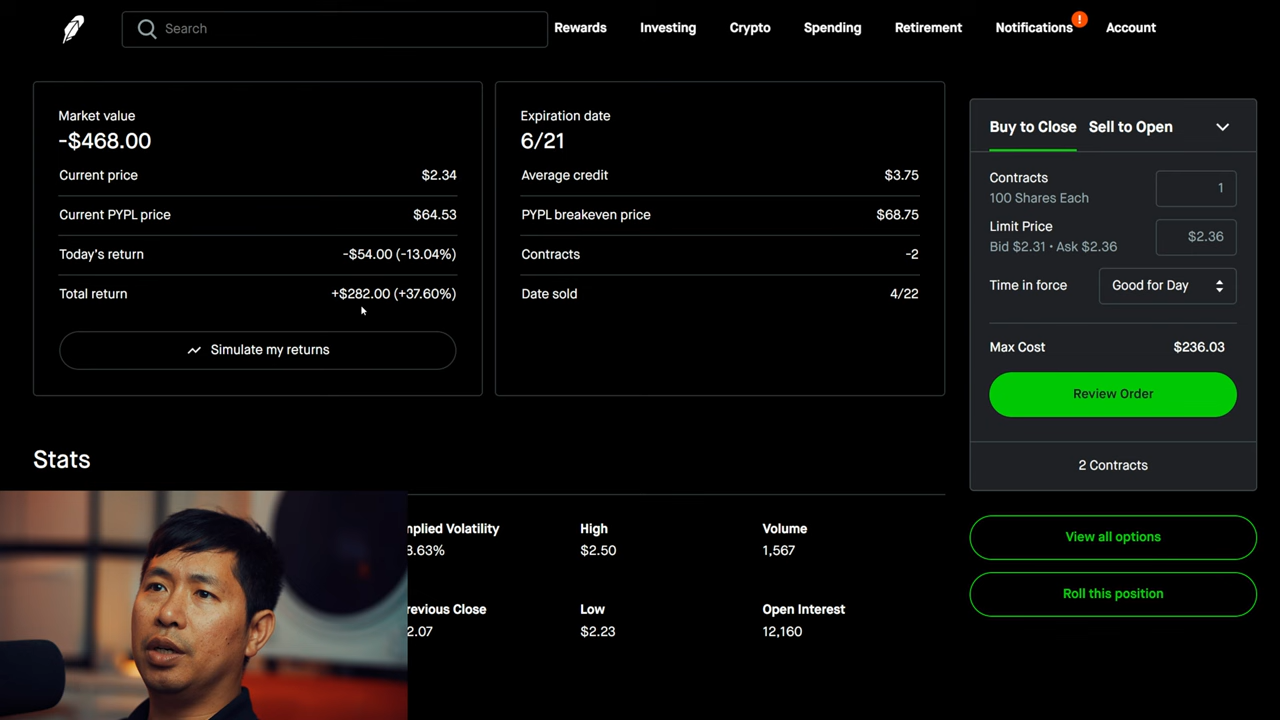 Search
Rewards
Investing
Crypto
Spending
Retirement
Notifications
!
Account
Market value
-$468.00
Current price $2.34
Current PYPL price $64.53
Today's return -$54.00 (-13.04%)
Total return +$282.00 (+37.60%)
Simulate my returns
Expiration date
6/21
Average credit $3.75
PYPL breakeven price $68.75
Contracts -2
Date sold 4/22
Buy to Close Sell to Open
Contracts 1
100 Shares Each
Limit Price $2.36
Bid $2.31 • Ask $2.36
Time in force Good for Day
Max Cost $236.03
Review Order
2 Contracts
View all options
Roll this position
Stats
Volatility High Volume
$2.50 1,567
Close Low Open Interest
$2.23 12,160